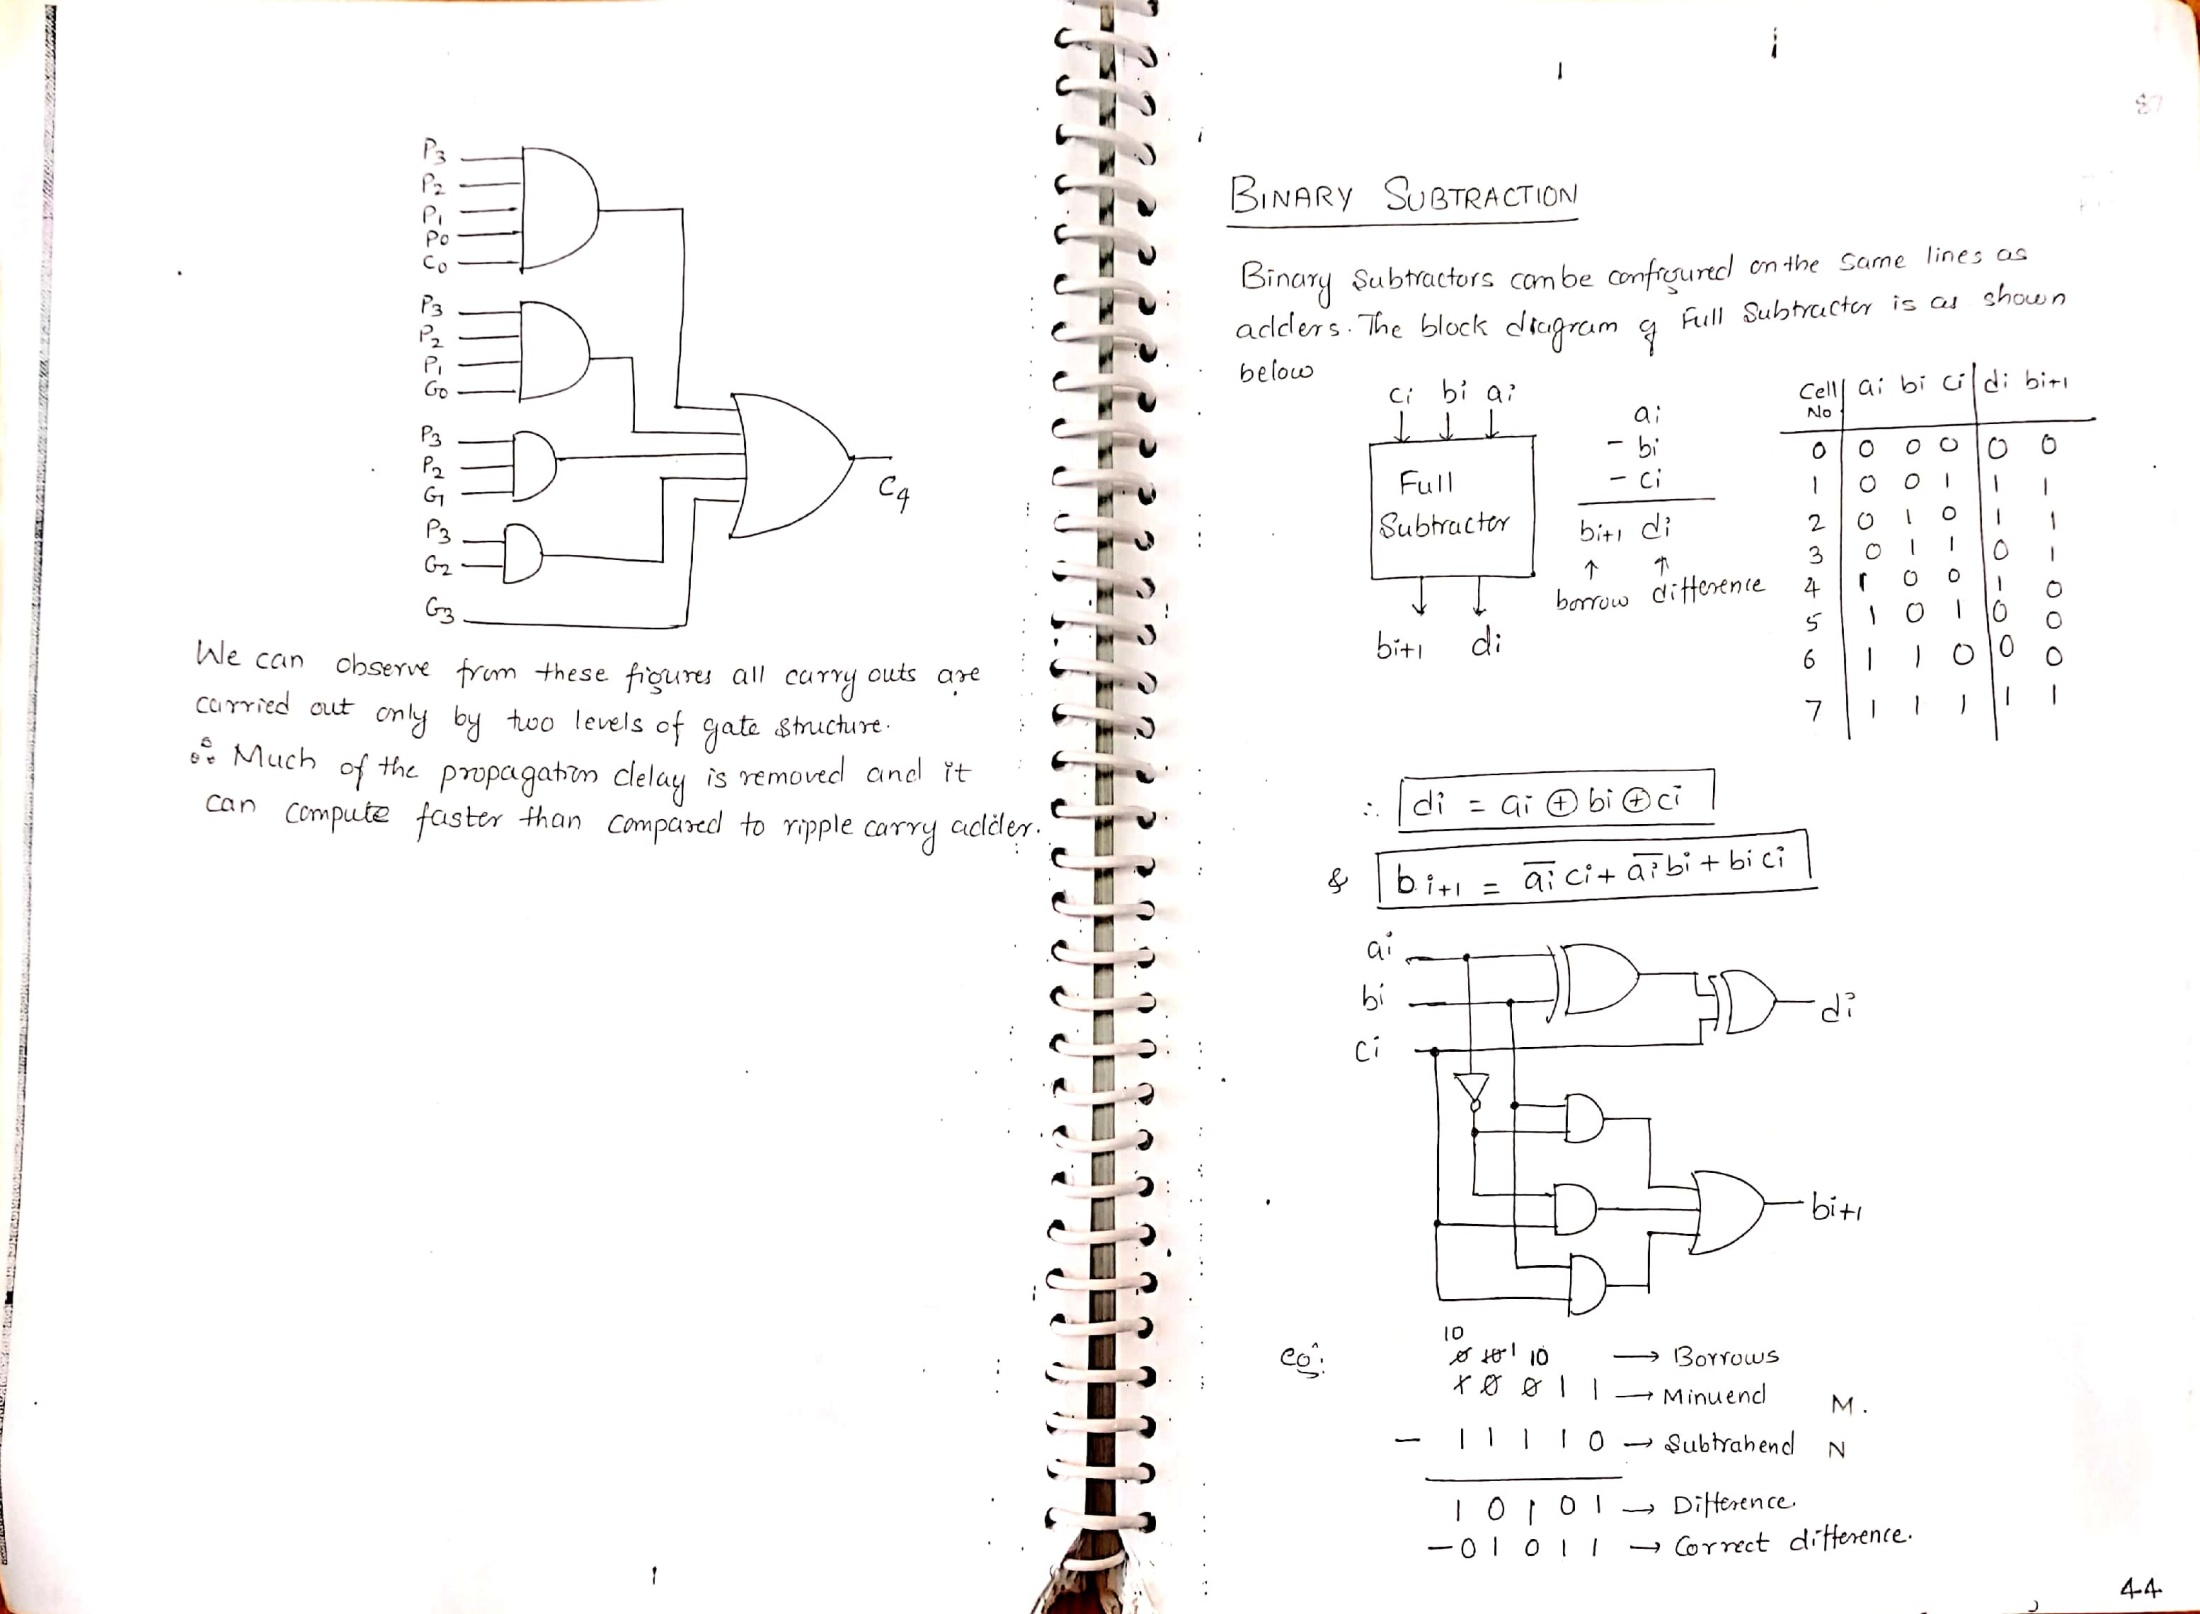 P3
P2
P1
P0
C0
P3
P2
P1
G0
P3
P2
G1
P3
G2
G3
C4
We can observe from these figures all carry outs are
carried out only by two levels of gate structure.
∴ Much of the propagation delay is removed and it
can compute faster than compared to ripple carry adder.
BINARY SUBTRACTION
Binary Subtractors can be configured on the same lines as
adders. The block diagram of Full Subtractor is as shown
below
ci bi ai
Full
Subtractor
bi+1 di
ai
- bi
- ci
bi+1 di
↑ ↑
borrow difference
Cell No ai bi ci di bi+1
0 0 0 0 0 0
1 0 0 1 1 1
2 0 1 0 1 1
3 0 1 1 0 1
4 1 0 0 1 0
5 1 0 1 0 0
6 1 1 0 0 0
7 1 1 1 1 1
∴ di = ai ⊕ bi ⊕ ci
& bi+1 = a̅i ci + a̅i bi + bi ci
ai
bi
ci
di
bi+1
10
eg: 0 10 1 10 → Borrows
1 0 0 1 1 → Minuend M.
- 1 1 1 1 0 → Subtrahend N
1 0 1 0 1 → Difference.
- 0 1 0 1 1 → Correct difference.
44